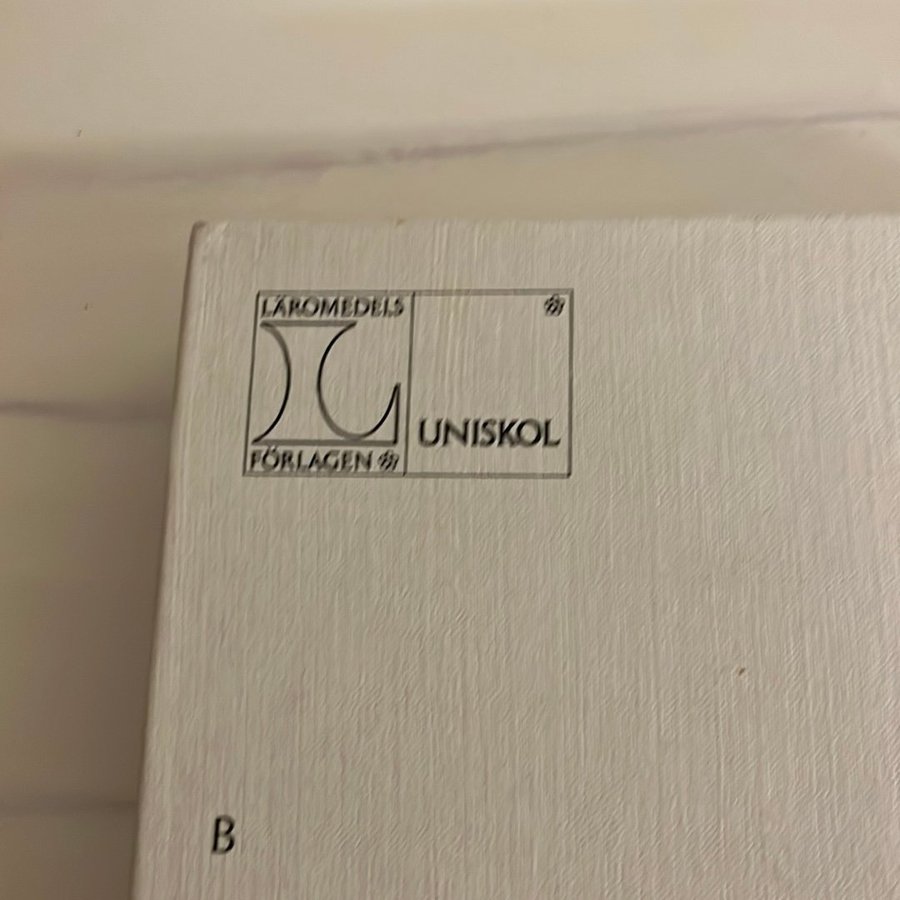 LÄROMEDELS
L
FÖRLAGEN
UNISKOL
B